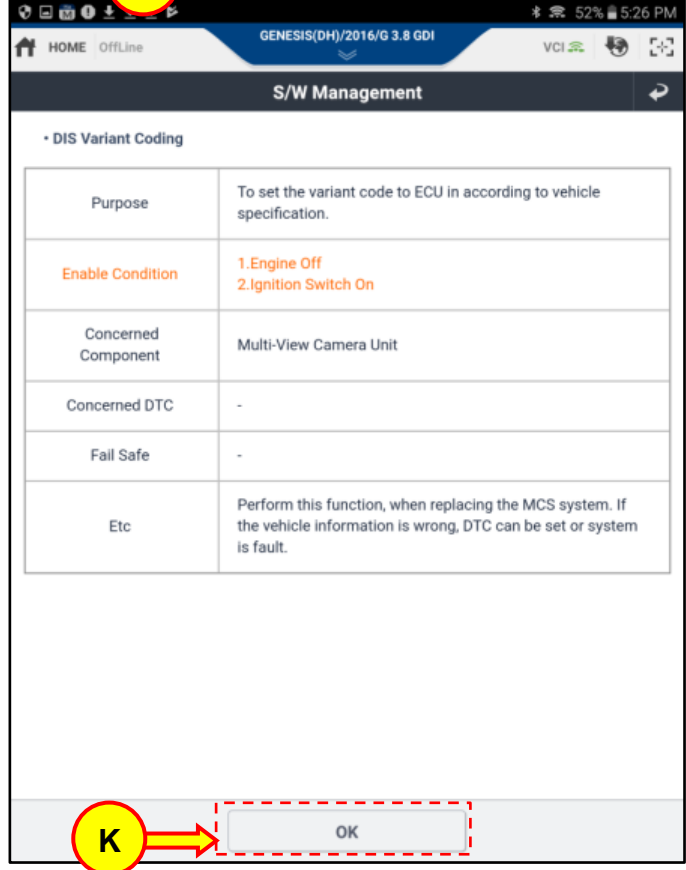 52% 5:26 PM
HOME OffLine
GENESIS(DH)/2016/G 3.8 GDI
VCI
S/W Management
• DIS Variant Coding
Purpose
To set the variant code to ECU in according to vehicle
specification.
Enable Condition
1.Engine Off
2.Ignition Switch On
Concerned
Component
Multi-View Camera Unit
Concerned DTC
-
Fail Safe
-
Etc
Perform this function, when replacing the MCS system. If
the vehicle information is wrong, DTC can be set or system
is fault.
K
OK